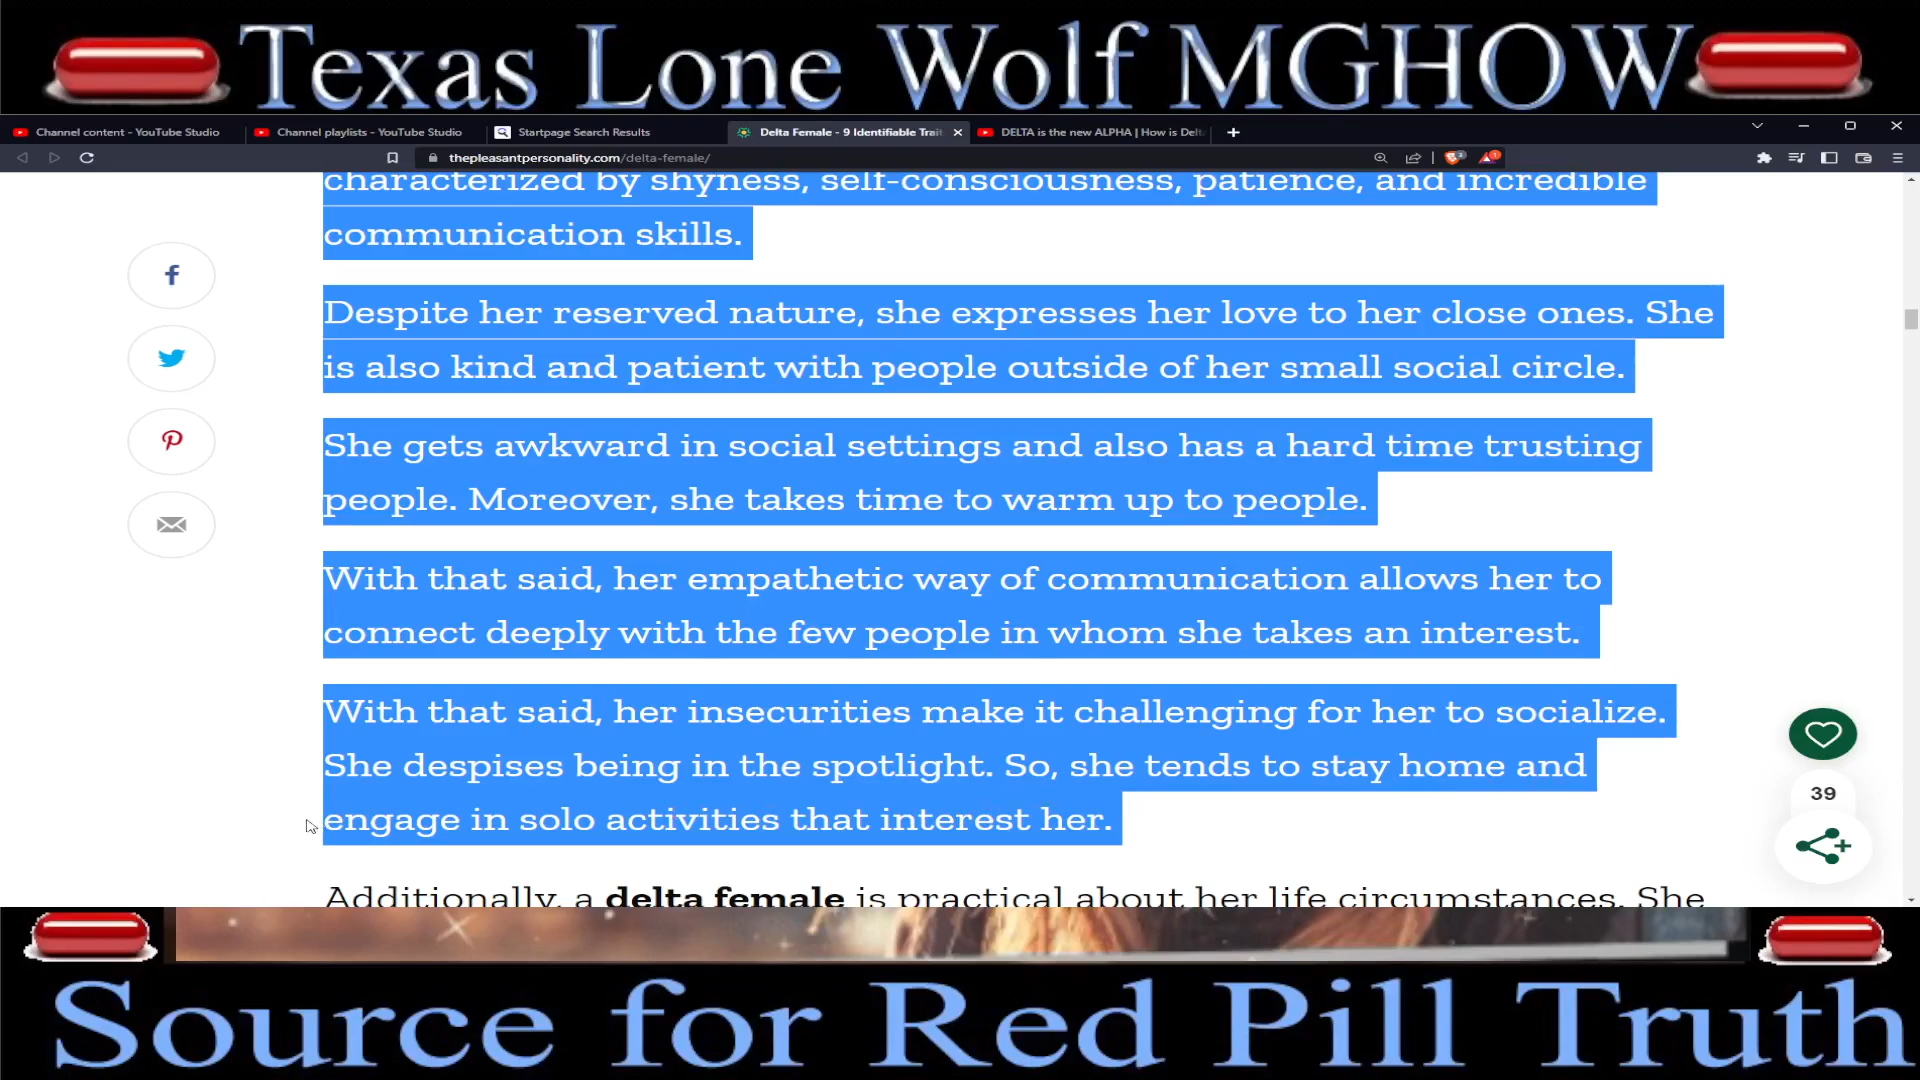 Texas Lone Wolf MGHOW
Channel content - YouTube Studio
Channel playlists - YouTube Studio
Startpage Search Results
Delta Female - 9 Identifiable Trai
DELTA is the new ALPHA | How is Delt
thepleasantpersonality.com/delta-female/
characterized by shyness, self-consciousness, patience, and incredible
communication skills.
Despite her reserved nature, she expresses her love to her close ones. She
is also kind and patient with people outside of her small social circle.
She gets awkward in social settings and also has a hard time trusting
people. Moreover, she takes time to warm up to people.
With that said, her empathetic way of communication allows her to
connect deeply with the few people in whom she takes an interest.
With that said, her insecurities make it challenging for her to socialize.
She despises being in the spotlight. So, she tends to stay home and
engage in solo activities that interest her.
39
Additionally, a delta female is practical about her life circumstances. She
Source for Red Pill Truth